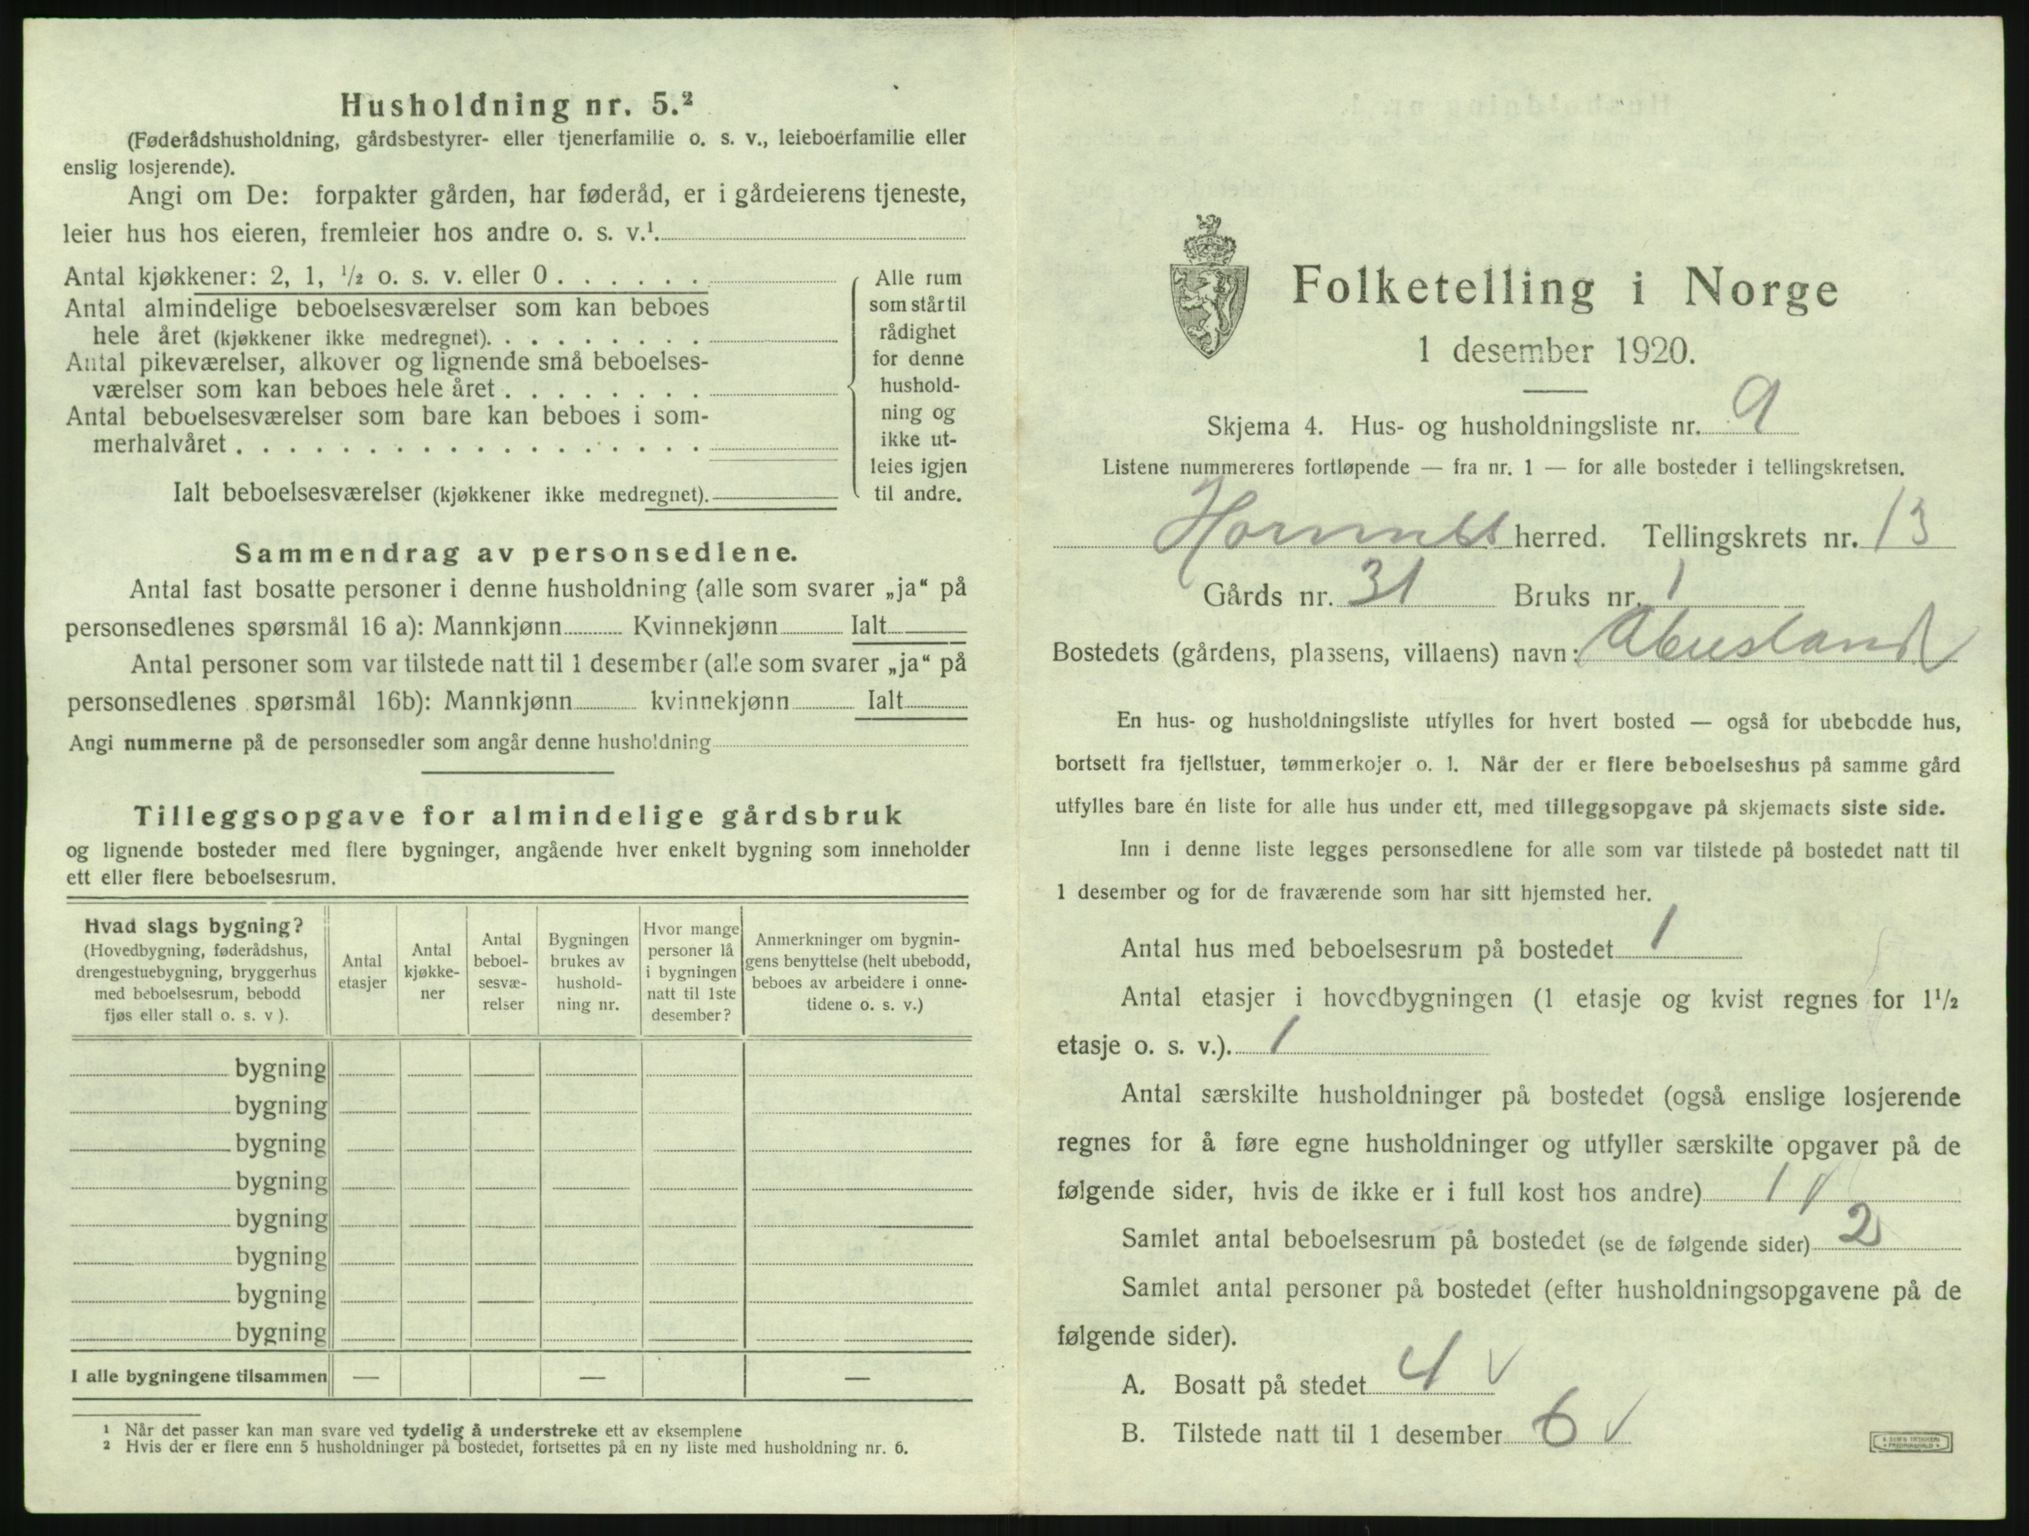 Husholdning nr. 5.²
(Føderådshusholdning, gårdsbestyrer- eller tjenerfamilie o. s. v., leieboerfamilie eller
enslig losjerende).
Angi om De: forpakter gården, har føderåd, er i gårdeierens tjeneste,
leier hus hos eieren, fremleier hos andre o. s. v.¹.
Antal kjøkkener: 2, 1, ½ o. s. v. eller 0 . . . . . .
Antal almindelige beboelsesværelser som kan beboes
hele året (kjøkkener ikke medregnet). . . . . . . . .
Antal pikeværelser, alkover og lignende små beboelses-
værelser som kan beboes hele året . . . . . . . .
Antal beboelsesværelser som bare kan beboes i som-
merhalvåret . . . . . . . . . . . . . . . . . .
Ialt beboelsesværelser (kjøkkener ikke medregnet).
Alle rum
som står til
rådighet
for denne
hushold-
ning og
ikke ut-
leies igjen
til andre.
Sammendrag av personsedlene.
Antal fast bosatte personer i denne husholdning (alle som svarer „ja“ på
personsedlenes spørsmål 16 a): Mannkjønn Kvinnekjønn Ialt
Antal personer som var tilstede natt til 1 desember (alle som svarer „ja“ på
personsedlenes spørsmål 16b): Mannkjønn kvinnekjønn Ialt
Angi nummerne på de personsedler som angår denne husholdning
Tilleggsopgave for almindelige gårdsbruk
og lignende bosteder med flere bygninger, angående hver enkelt bygning som inneholder
ett eller flere beboelsesrum.
Hvad slags bygning?
(Hovedbygning, føderådshus,
drengestuebygning, bryggerhus
med beboelsesrum, bebodd
fjøs eller stall o. s. v ).
Antal
etasjer
Antal
kjøkke-
ner
Antal
beboel-
sesvæ-
relser
Bygningen
brukes av
hushold-
ning nr.
Hvor mange
personer lå
i bygningen
natt til 1ste
desember?
Anmerkninger om bygnin-
gens benyttelse (helt ubebodd,
beboes av arbeidere i onne-
tidene o. s. v.)
bygning
bygning
bygning
bygning
bygning
bygning
bygning
bygning
I alle bygningene tilsammen — — —
¹ Når det passer kan man svare ved tydelig å understreke ett av eksemplene
² Hvis der er flere enn 5 husholdninger på bostedet, fortsettes på en ny liste med husholdning nr. 6.
Folketelling i Norge
1 desember 1920.
Skjema 4. Hus- og husholdningsliste nr. 9
Listene nummereres fortløpende — fra nr. 1 — for alle bosteder i tellingskretsen.
Hornnes herred. Tellingskrets nr. 13
Gårds nr. 31 Bruks nr. 1
Bostedets (gårdens, plassens, villaens) navn: Abusland
En hus- og husholdningsliste utfylles for hvert bosted — også for ubebodde hus,
bortsett fra fjellstuer, tømmerkojer o. l. Når der er flere beboelseshus på samme gård
utfylles bare én liste for alle hus under ett, med tilleggsopgave på skjemaets siste side.
Inn i denne liste legges personsedlene for alle som var tilstede på bostedet natt til
1 desember og for de fraværende som har sitt hjemsted her.
Antal hus med beboelsesrum på bostedet 1
Antal etasjer i hovedbygningen (1 etasje og kvist regnes for 1½
etasje o. s. v.). 1
Antal særskilte husholdninger på bostedet (også enslige losjerende
regnes for å føre egne husholdninger og utfyller særskilte opgaver på de
følgende sider, hvis de ikke er i full kost hos andre) 1 √
Samlet antal beboelsesrum på bostedet (se de følgende sider) 2
Samlet antal personer på bostedet (efter husholdningsopgavene på de
følgende sider).
A. Bosatt på stedet 4 √
B. Tilstede natt til 1 desember 6 √